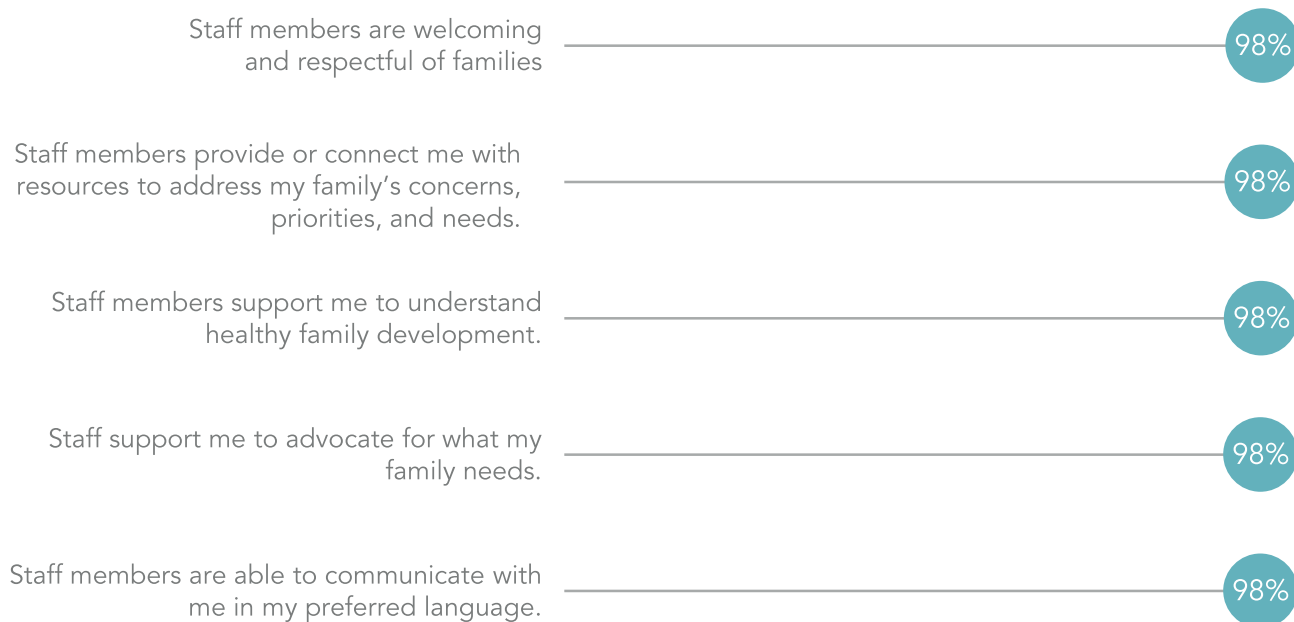 Staff members are welcoming
and respectful of families
98%
Staff members provide or connect me with
resources to address my family’s concerns,
priorities, and needs.
98%
Staff members support me to understand
healthy family development.
98%
Staff support me to advocate for what my
family needs.
98%
Staff members are able to communicate with
me in my preferred language.
98%